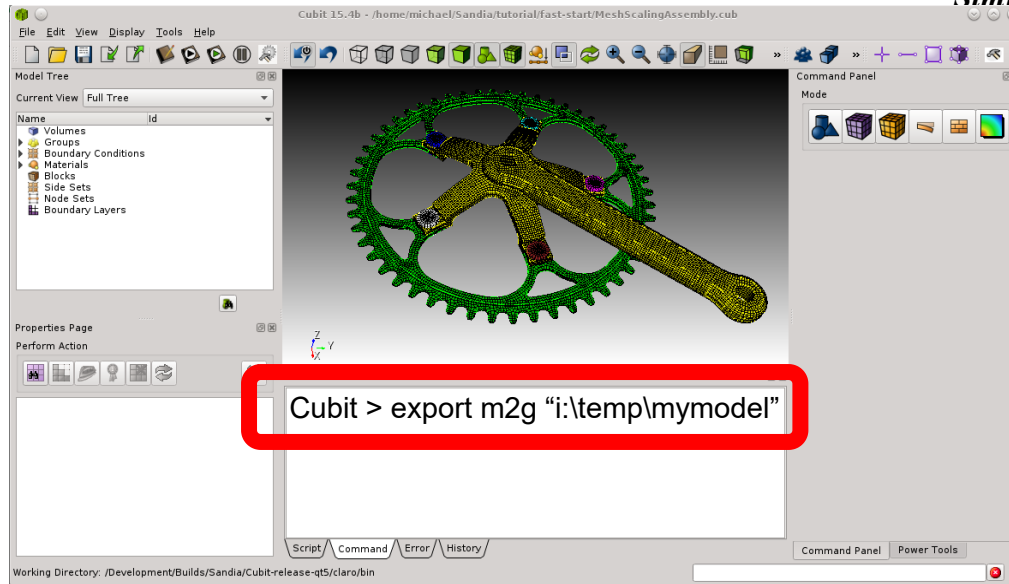 Cubit 15.4b - /home/michael/Sandia/tutorial/fast-start/MeshScalingAssembly.cub
File Edit View Display Tools Help
Model Tree
Current View Full Tree
Name Id
Volumes
Groups
Boundary Conditions
Materials
Blocks
Side Sets
Node Sets
Boundary Layers
Properties Page
Perform Action
Z
Y
X
Cubit > export m2g “i:\temp\mymodel”
Script Command Error History
Command Panel
Mode
Command Panel Power Tools
Working Directory: /Development/Builds/Sandia/Cubit-release-qt5/claro/bin